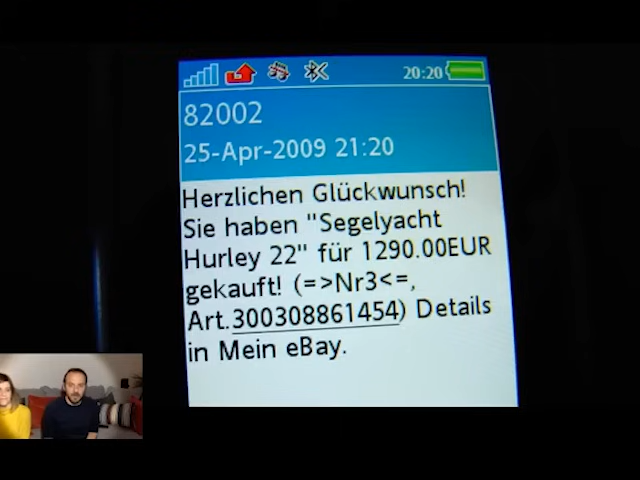 20:20
82002
25-Apr-2009 21:20
Herzlichen Glückwunsch!
Sie haben "Segelyacht
Hurley 22" für 1290.00EUR
gekauft! (=>Nr3<=,
Art.300308861454) Details
in Mein eBay.